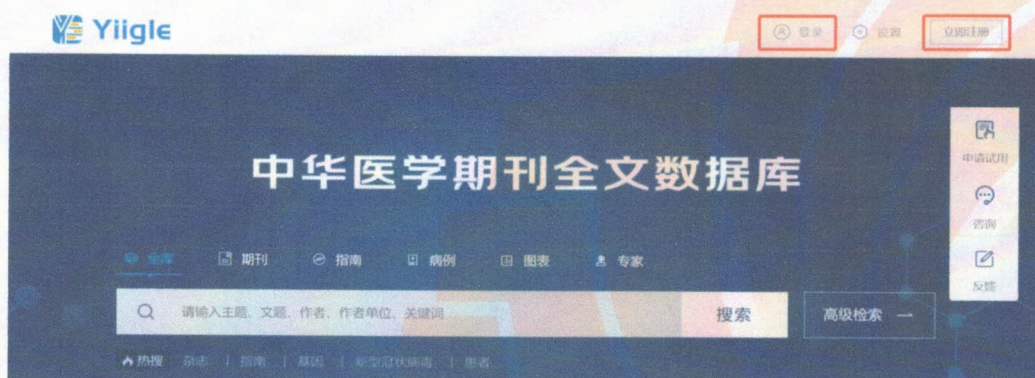 Yiigle
登录 设置 立即注册
中华医学期刊全文数据库
申请试用
咨询
反馈
全库 期刊 指南 病例 图表 专家
请输入主题、文题、作者、作者单位、关键词 搜索 高级检索
热搜 杂志 | 指南 | 基因 | 新型冠状病毒 | 患者